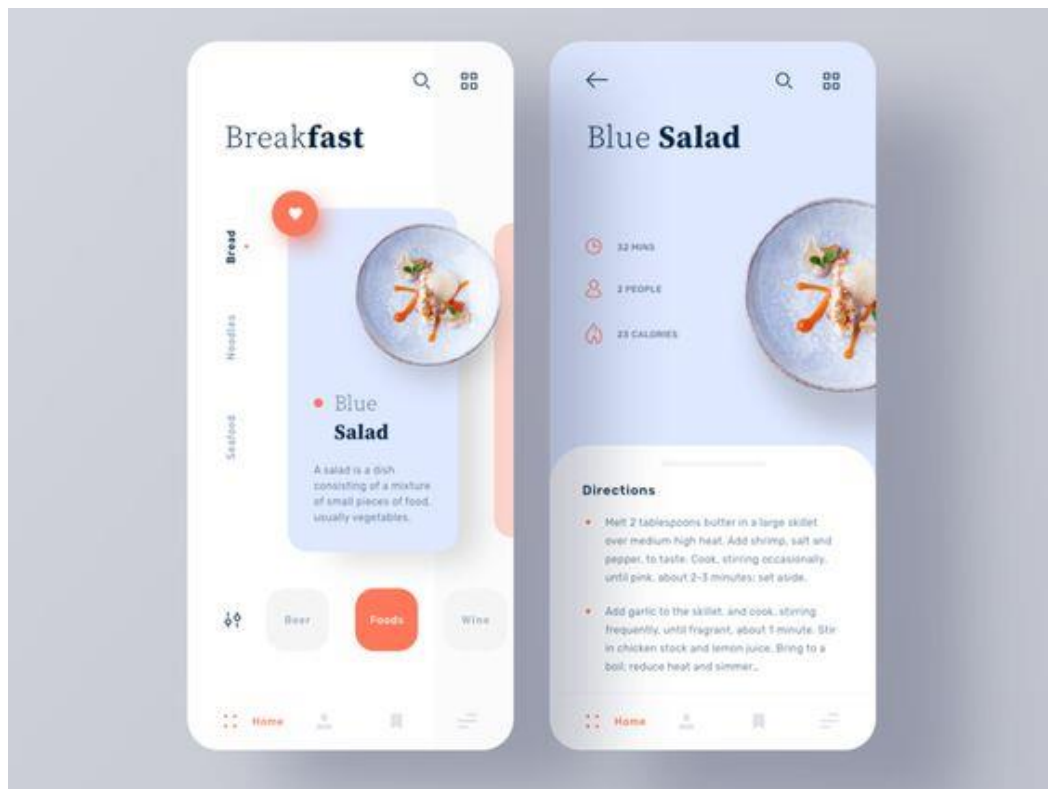 Breakfast
Bread
Noodles
Seafood
Blue
Salad
A salad is a dish
consisting of a mixture
of small pieces of food,
usually vegetables.
Beer
Foods
Wine
Home
Blue Salad
32 MINS
2 PEOPLE
23 CALORIES
Directions
Melt 2 tablespoons butter in a large skillet
over medium high heat. Add shrimp, salt and
pepper, to taste. Cook, stirring occasionally,
until pink, about 2-3 minutes; set aside.
Add garlic to the skillet, and cook, stirring
frequently, until fragrant, about 1 minute. Stir
in chicken stock and lemon juice. Bring to a
boil; reduce heat and simmer...
Home